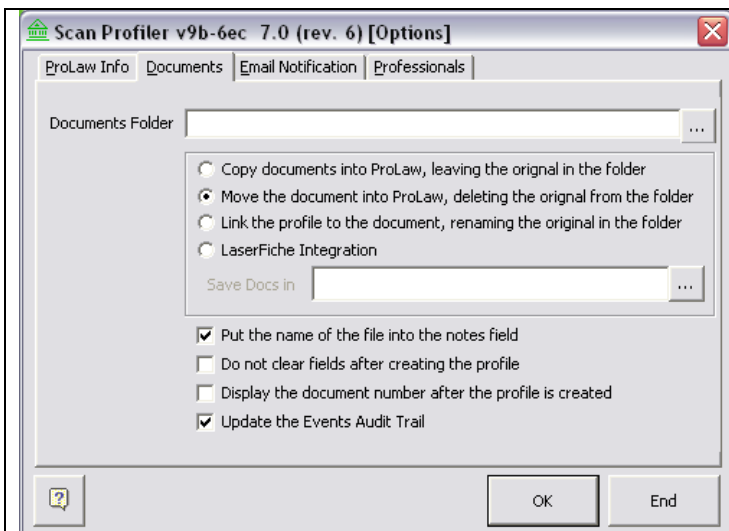 Scan Profiler v9b-6ec 7.0 (rev. 6) [Options]
ProLaw Info Documents Email Notification Professionals
Documents Folder ...
Copy documents into ProLaw, leaving the orignal in the folder
Move the document into ProLaw, deleting the orignal from the folder
Link the profile to the document, renaming the original in the folder
LaserFiche Integration
Save Docs in ...
Put the name of the file into the notes field
Do not clear fields after creating the profile
Display the document number after the profile is created
Update the Events Audit Trail
? OK End